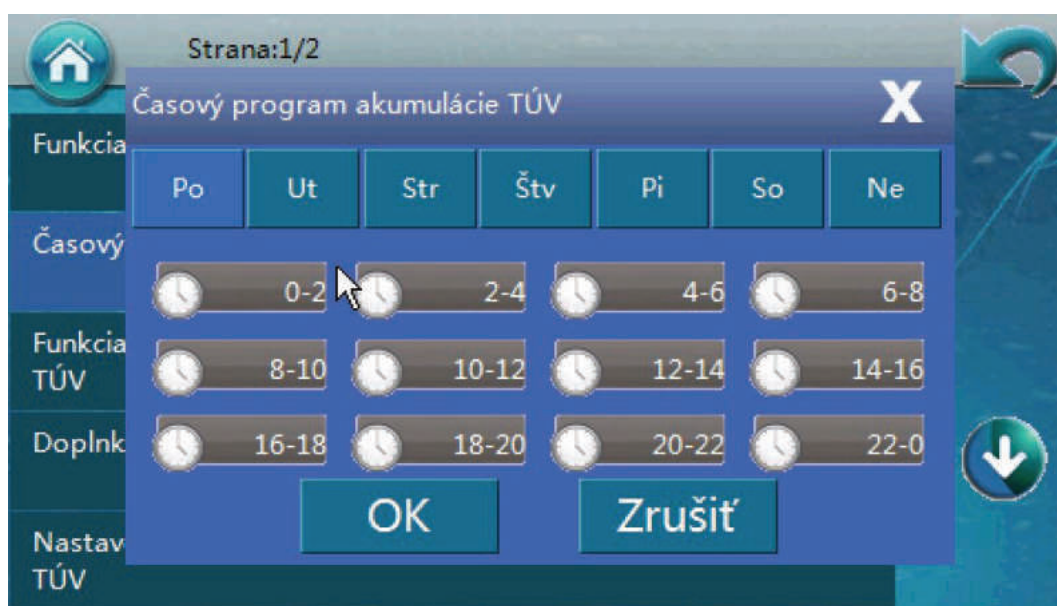 Strana:1/2
Časový program akumulácie TÚV
X
Funkcia
Po Ut Str Štv Pi So Ne
Časový
0-2 2-4 4-6 6-8
Funkcia
TÚV
8-10 10-12 12-14 14-16
Doplnk
16-18 18-20 20-22 22-0
OK Zrušiť
Nastav
TÚV